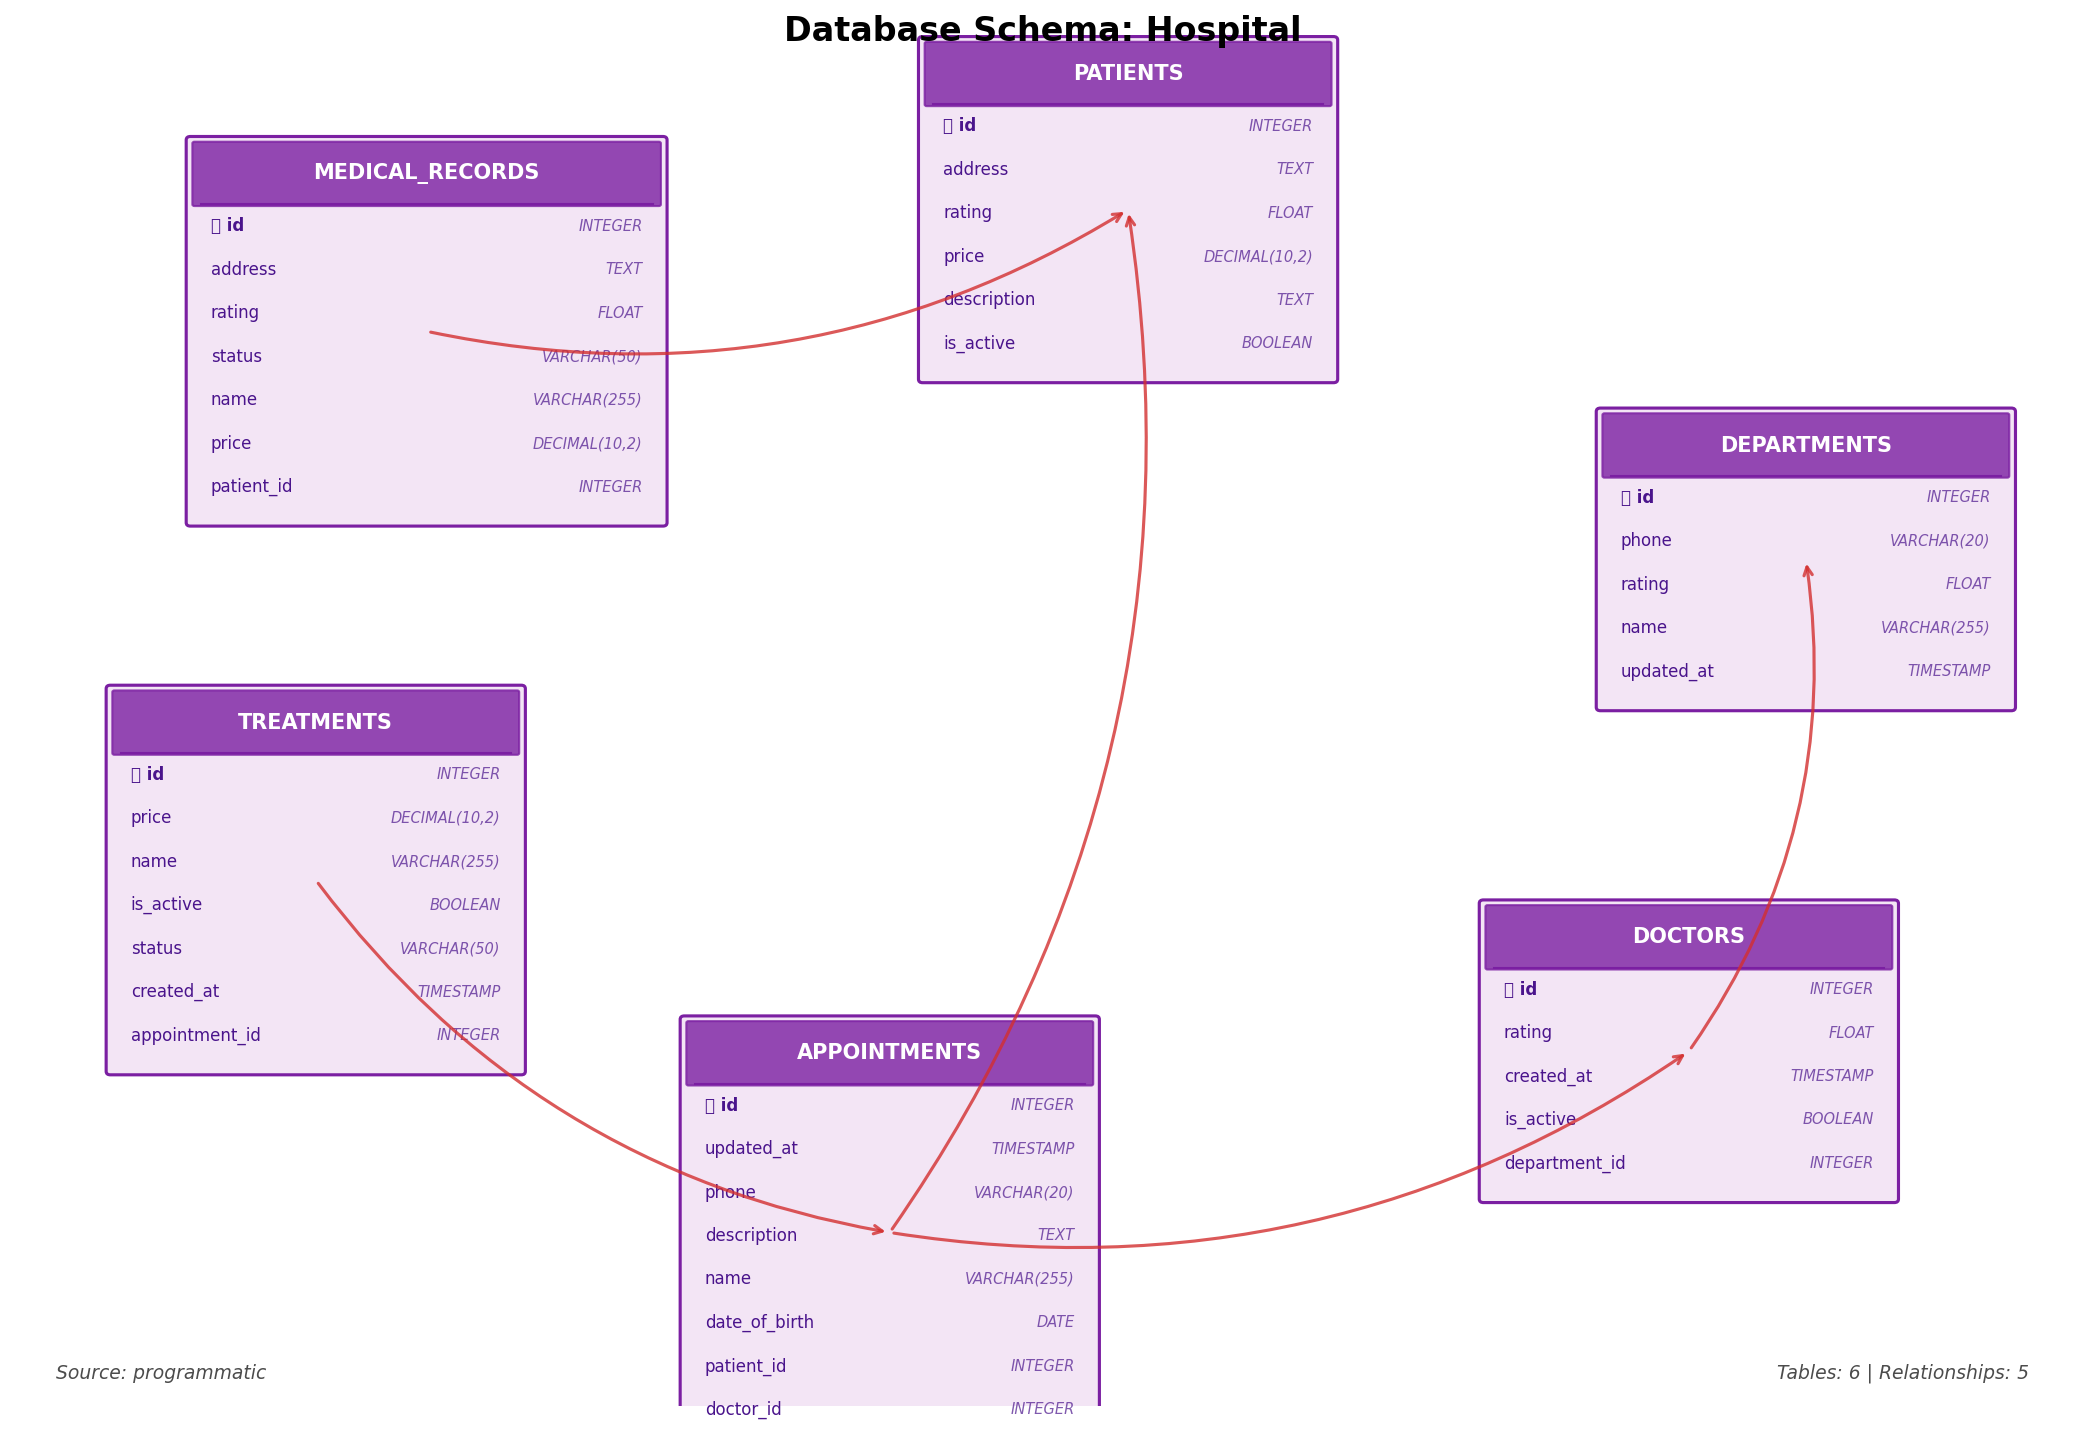 Database Schema: Hospital
PATIENTS
id INTEGER
address TEXT
rating FLOAT
price DECIMAL(10,2)
description TEXT
is_active BOOLEAN
MEDICAL_RECORDS
id INTEGER
address TEXT
rating FLOAT
status VARCHAR(50)
name VARCHAR(255)
price DECIMAL(10,2)
patient_id INTEGER
DEPARTMENTS
id INTEGER
phone VARCHAR(20)
rating FLOAT
name VARCHAR(255)
updated_at TIMESTAMP
TREATMENTS
id INTEGER
price DECIMAL(10,2)
name VARCHAR(255)
is_active BOOLEAN
status VARCHAR(50)
created_at TIMESTAMP
appointment_id INTEGER
DOCTORS
id INTEGER
rating FLOAT
created_at TIMESTAMP
is_active BOOLEAN
department_id INTEGER
APPOINTMENTS
id INTEGER
updated_at TIMESTAMP
phone VARCHAR(20)
description TEXT
name VARCHAR(255)
date_of_birth DATE
patient_id INTEGER
doctor_id INTEGER
Source: programmatic
Tables: 6 | Relationships: 5